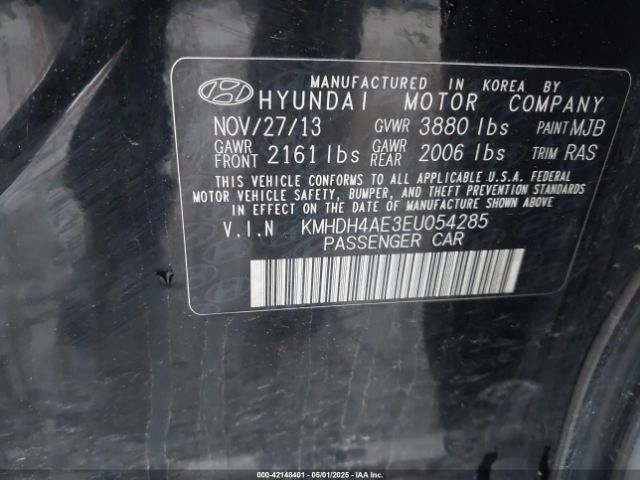 MANUFACTURED IN KOREA BY
HYUNDAI MOTOR COMPANY
NOV/27/13 GVWR 3880 lbs PAINT MJB
GAWR FRONT 2161 lbs GAWR REAR 2006 lbs TRIM RAS
THIS VEHICLE CONFORMS TO ALL APPLICABLE U.S.A. FEDERAL
MOTOR VEHICLE SAFETY, BUMPER, AND THEFT PREVENTION STANDARDS
IN EFFECT ON THE DATE OF MANUFACTURE SHOWN ABOVE.
V.I.N KMHDH4AE3EU054285
PASSENGER CAR
000-42148401 - 05/01/2025 - IAAI.COM